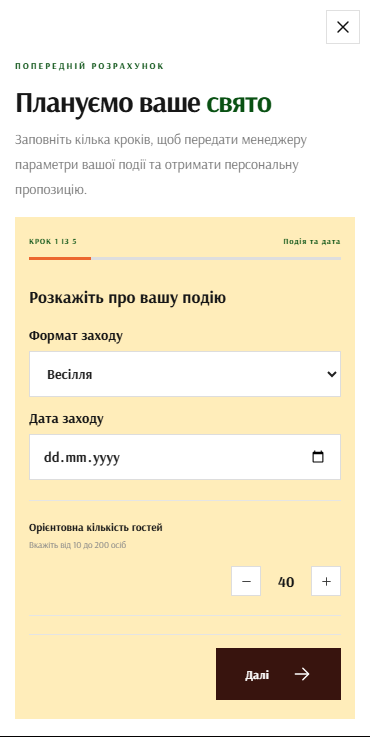 ПОПЕРЕДНІЙ РОЗРАХУНОК
Плануємо ваше свято
Заповніть кілька кроків, щоб передати менеджеру
параметри вашої події та отримати персональну
пропозицію.
КРОК 1 ІЗ 5 Подія та дата
Розкажіть про вашу подію
Формат заходу
Весілля
Дата заходу
dd.mm.yyyy
Орієнтовна кількість гостей
Вкажіть від 10 до 200 осіб
− 40 +
Далі →